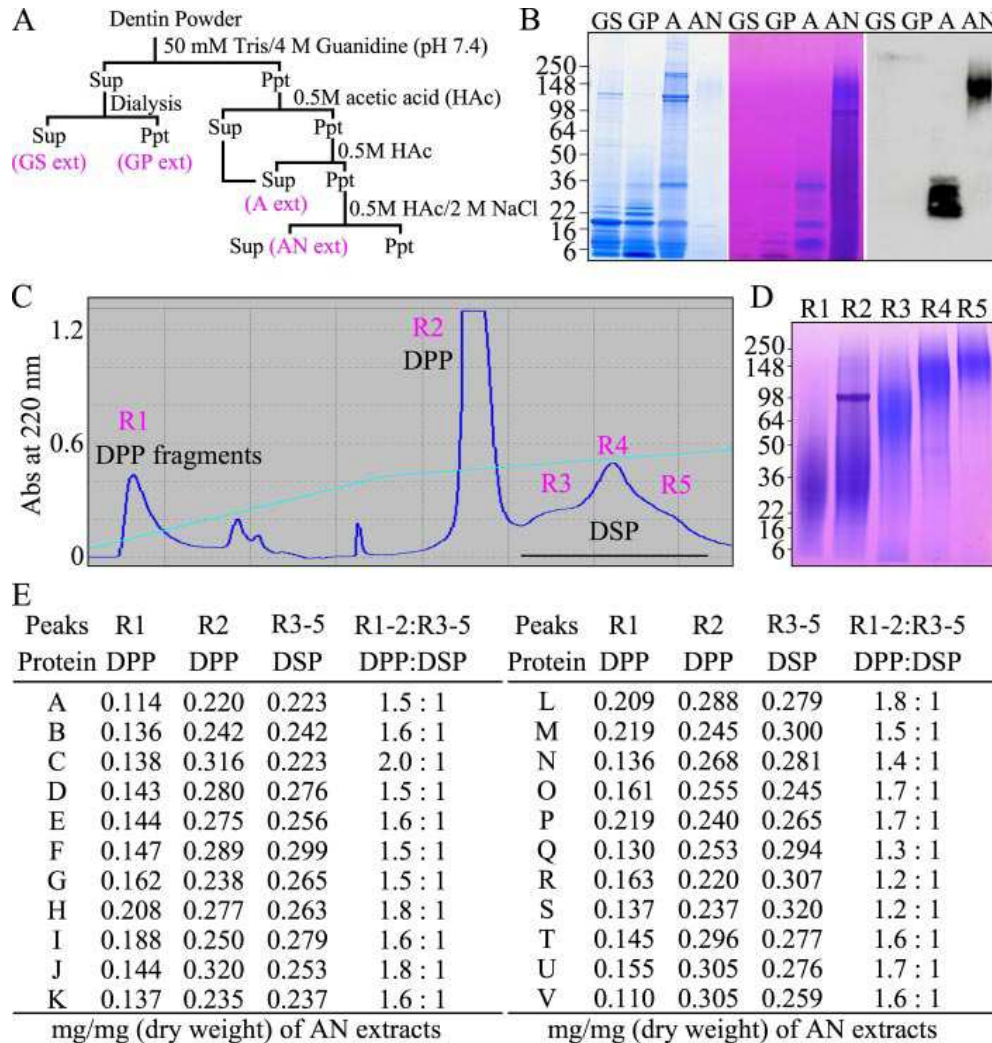 A
Dentin Powder
50 mM Tris/4 M Guanidine (pH 7.4)
Sup Ppt
Dialysis 0.5M acetic acid (HAc)
Sup Ppt Sup Ppt
(GS ext) (GP ext) 0.5M HAc
Sup Ppt
(A ext) 0.5M HAc/2 M NaCl
Sup (AN ext) Ppt
B
GS GP A AN GS GP A AN GS GP A AN
250
148
98
64
50
36
22
16
6
C
Abs at 220 nm
1.2
0.6
0
R1
DPP fragments
R2
DPP
R3
R4
R5
DSP
D
R1 R2 R3 R4 R5
250
148
98
64
50
36
22
16
6
E
Peaks R1 R2 R3-5 R1-2:R3-5 Peaks R1 R2 R3-5 R1-2:R3-5
Protein DPP DPP DSP DPP:DSP Protein DPP DPP DSP DPP:DSP
A 0.114 0.220 0.223 1.5 : 1 L 0.209 0.288 0.279 1.8 : 1
B 0.136 0.242 0.242 1.6 : 1 M 0.219 0.245 0.300 1.5 : 1
C 0.138 0.316 0.223 2.0 : 1 N 0.136 0.268 0.281 1.4 : 1
D 0.143 0.280 0.276 1.5 : 1 O 0.161 0.255 0.245 1.7 : 1
E 0.144 0.275 0.256 1.6 : 1 P 0.219 0.240 0.265 1.7 : 1
F 0.147 0.289 0.299 1.5 : 1 Q 0.130 0.253 0.294 1.3 : 1
G 0.162 0.238 0.265 1.5 : 1 R 0.163 0.220 0.307 1.2 : 1
H 0.208 0.277 0.263 1.8 : 1 S 0.137 0.237 0.320 1.2 : 1
I 0.188 0.250 0.279 1.6 : 1 T 0.145 0.296 0.277 1.6 : 1
J 0.144 0.320 0.253 1.8 : 1 U 0.155 0.305 0.276 1.7 : 1
K 0.137 0.235 0.237 1.6 : 1 V 0.110 0.305 0.259 1.6 : 1
mg/mg (dry weight) of AN extracts mg/mg (dry weight) of AN extracts